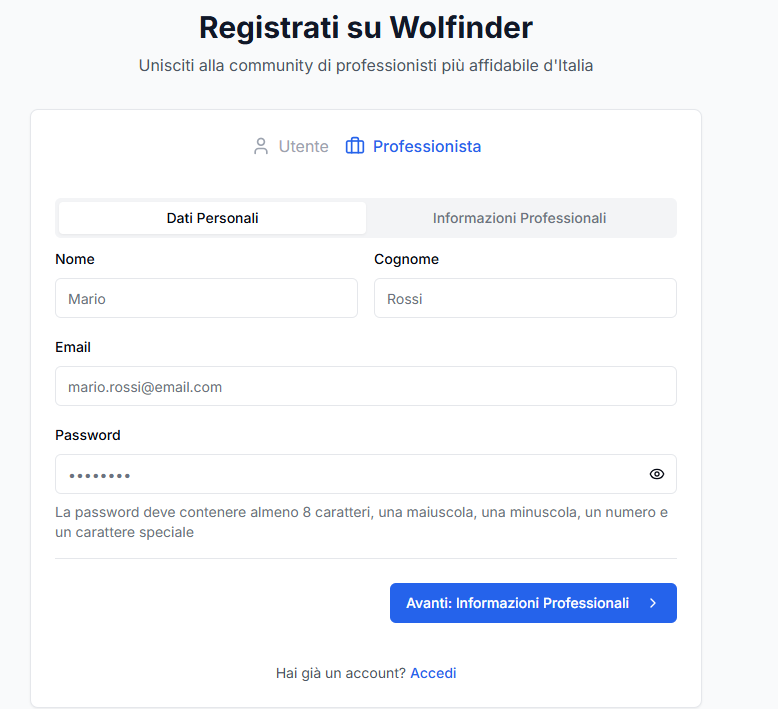 Registrati su Wolfinder
Unisciti alla community di professionisti più affidabile d'Italia
Utente Professionista
Dati Personali Informazioni Professionali
Nome Cognome
Mario Rossi
Email
mario.rossi@email.com
Password
••••••••
La password deve contenere almeno 8 caratteri, una maiuscola, una minuscola, un numero e
un carattere speciale
Avanti: Informazioni Professionali
Hai già un account? Accedi